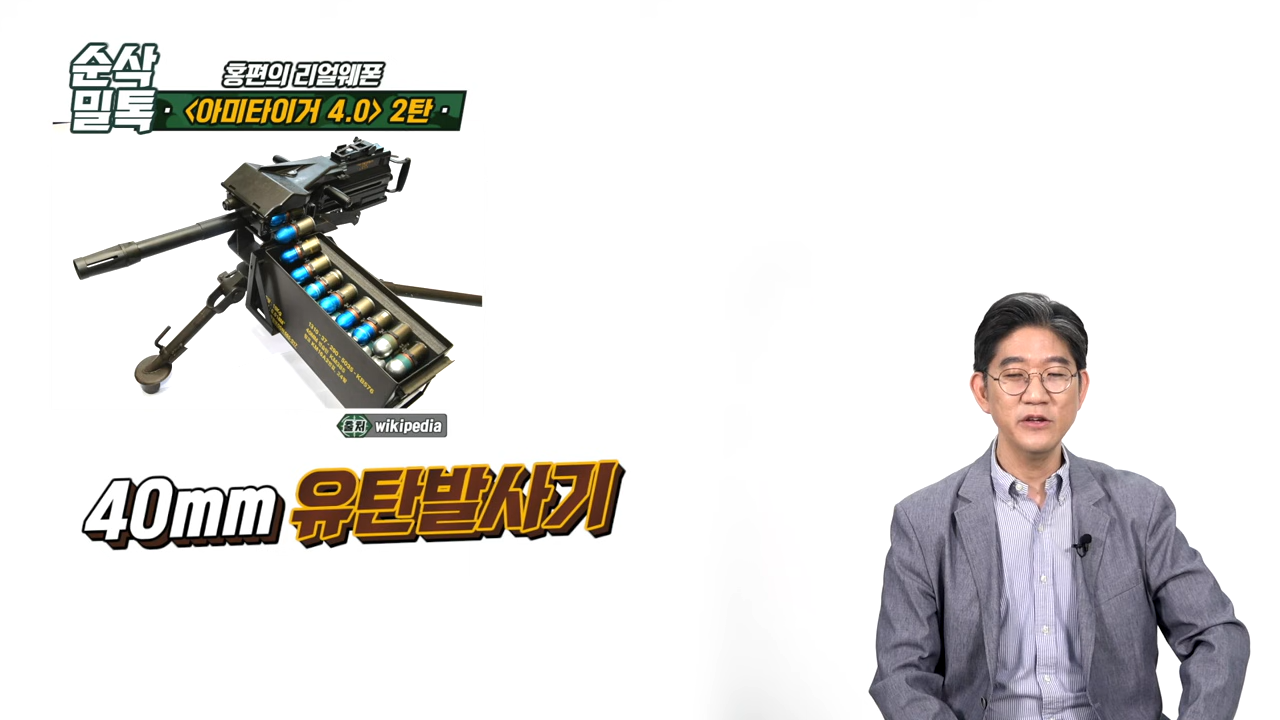 순삭
밀톡
홍편의 리얼웨폰
〈아미타이거 4.0〉 2탄
출처 wikipedia
40mm 유탄발사기